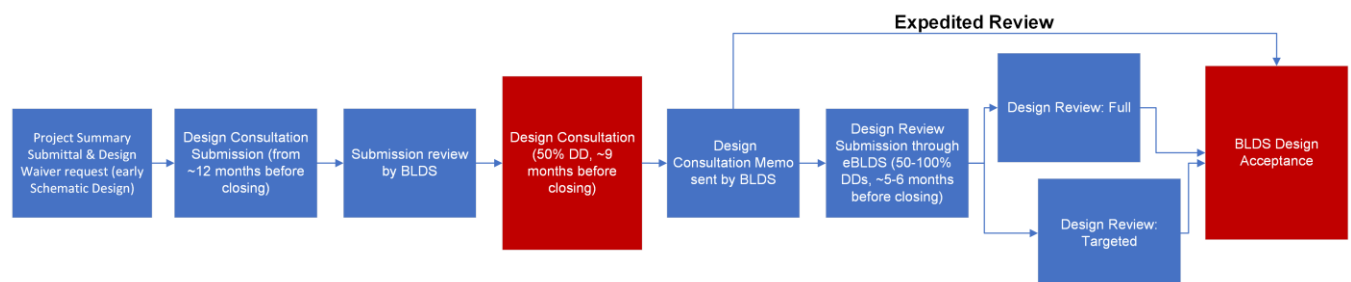 Expedited Review
Project Summary
Submittal & Design
Waiver request (early
Schematic Design)
Design Consultation
Submission (from
~12 months before
closing)
Submission review
by BLDS
Design Consultation
(50% DD, ~9
months before
closing)
Design
Consultation Memo
sent by BLDS
Design Review
Submission through
eBLDS (50-100%
DDs, ~5-6 months
before closing)
Design Review: Full
Design Review:
Targeted
BLDS Design
Acceptance